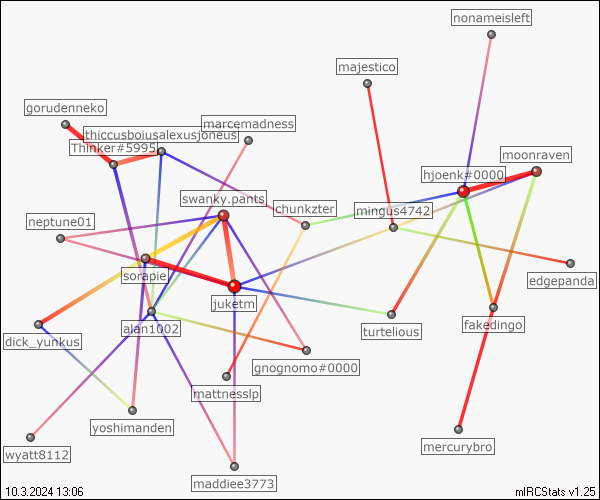 nonameisleft
majestico
gorudenneko
marcemadness
thiccusboiusalexusjoneus
Thinker#5995
moonraven
hjoenk#0000
swanky.pants
chunkzter
mingus4742
neptune01
sorapie
edgepanda
juketm
alan1002
turtelious
fakedingo
dick_yunkus
gnognomo#0000
mattnesslp
yoshimanden
mercurybro
wyatt8112
maddiee3773
10.3.2024 13:06
mIRCStats v1.25